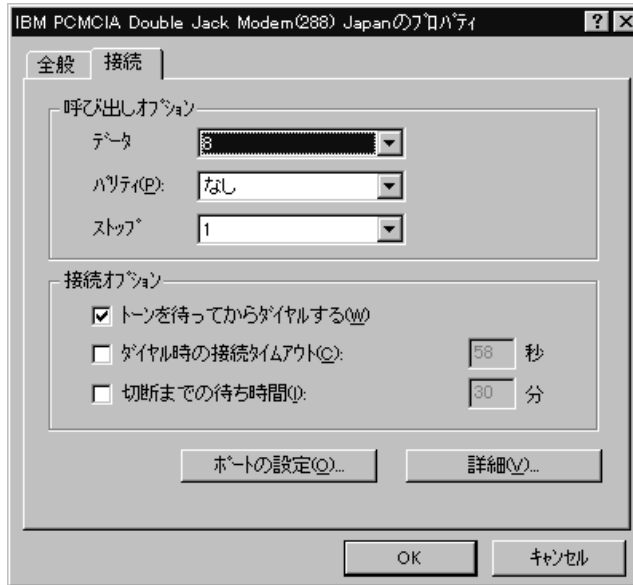 IBM PCMCIA Double Jack Modem(288) Japanのﾌﾟﾛﾊﾟﾃｨ
全般 接続
呼び出しｵﾌﾟｼｮﾝ
ﾃﾞｰﾀ 8
ﾊﾟﾘﾃｨ(P): なし
ｽﾄｯﾌﾟ 1
接続ｵﾌﾟｼｮﾝ
ﾄｰﾝを待ってからﾀﾞｲﾔﾙする(W)
ﾀﾞｲﾔﾙ時の接続ﾀｲﾑｱｳﾄ(C): 58 秒
切断までの待ち時間(I): 30 分
ﾎﾟｰﾄの設定(O)... 詳細(V)...
OK ｷｬﾝｾﾙ